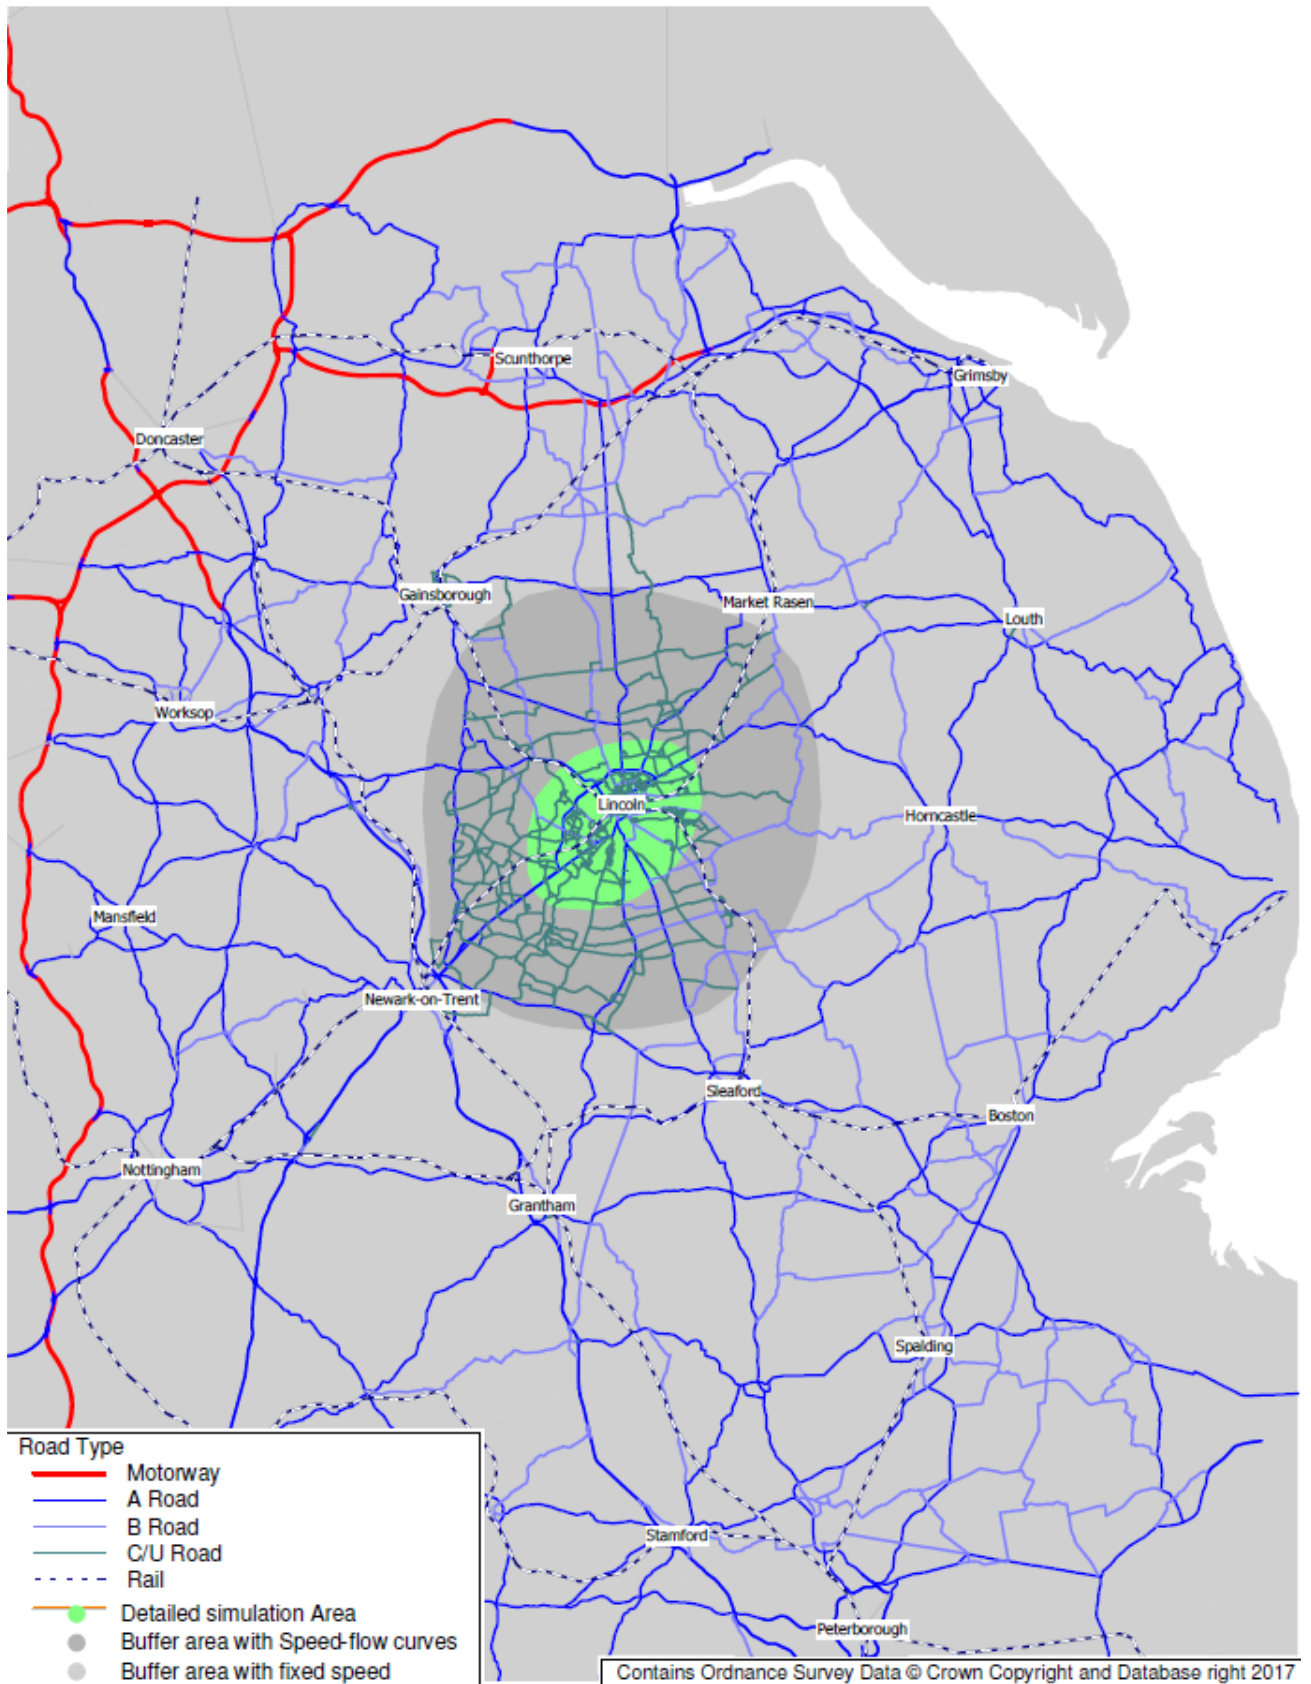 Scunthorpe
Grimsby
Doncaster
Gainsborough
Market Rasen
Louth
Worksop
Lincoln
Horncastle
Mansfield
Newark-on-Trent
Sleaford
Boston
Nottingham
Grantham
Spalding
Stamford
Peterborough
Road Type
Motorway
A Road
B Road
C/U Road
Rail
Detailed simulation Area
Buffer area with Speed-flow curves
Buffer area with fixed speed
Contains Ordnance Survey Data © Crown Copyright and Database right 2017